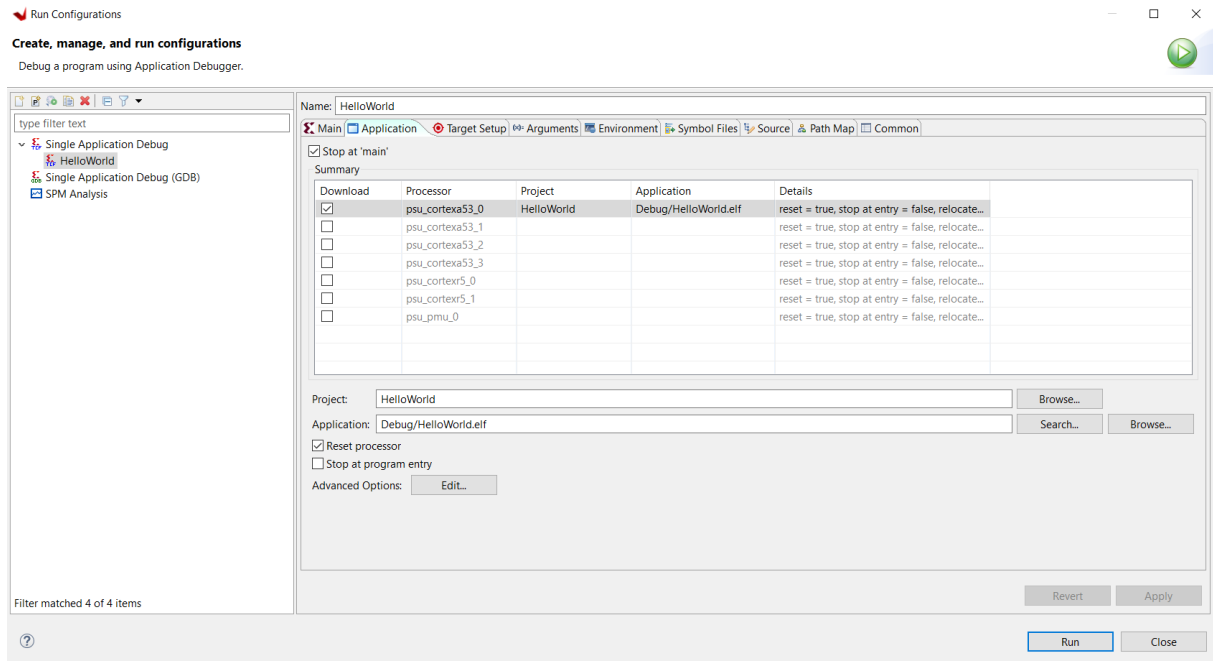 Run Configurations
Create, manage, and run configurations
Debug a program using Application Debugger.
type filter text
Single Application Debug
HelloWorld
Single Application Debug (GDB)
SPM Analysis
Filter matched 4 of 4 items
Name: HelloWorld
Main Application Target Setup Arguments Environment Symbol Files Source Path Map Common
Stop at 'main'
Summary
Download Processor Project Application Details
psu_cortexa53_0 HelloWorld Debug/HelloWorld.elf reset = true, stop at entry = false, relocate...
psu_cortexa53_1 reset = true, stop at entry = false, relocate...
psu_cortexa53_2 reset = true, stop at entry = false, relocate...
psu_cortexa53_3 reset = true, stop at entry = false, relocate...
psu_cortexr5_0 reset = true, stop at entry = false, relocate...
psu_cortexr5_1 reset = true, stop at entry = false, relocate...
psu_pmu_0 reset = true, stop at entry = false, relocate...
Project: HelloWorld Browse...
Application: Debug/HelloWorld.elf Search... Browse...
Reset processor
Stop at program entry
Advanced Options: Edit...
Revert Apply
Run Close